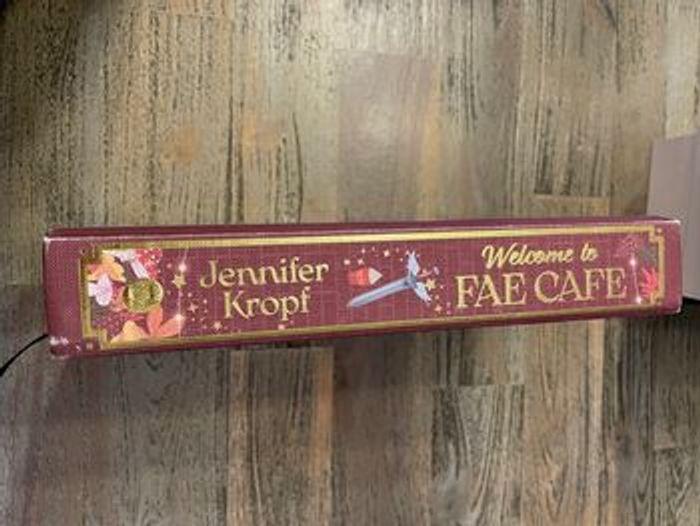 Jennifer
Kropf
Welcome to
FAE CAFE